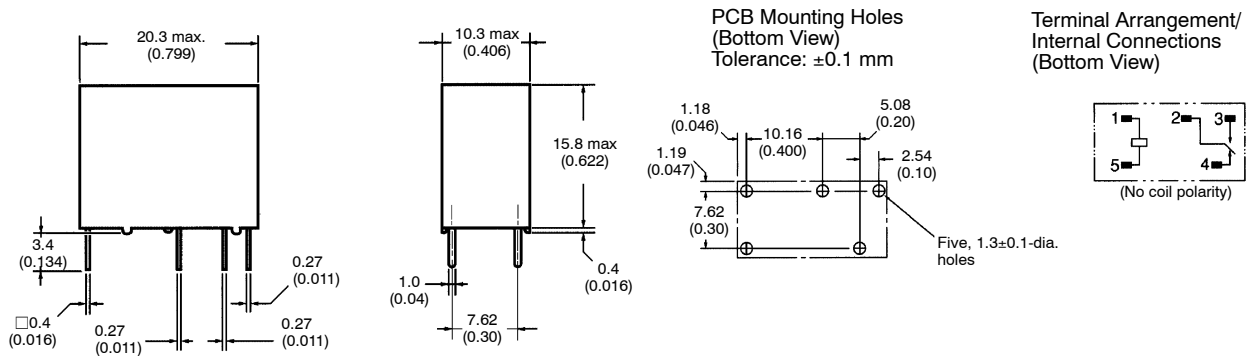 20.3 max.
(0.799)
3.4
(0.134)
□0.4
(0.016)
0.27
(0.011)
0.27
(0.011)
0.27
(0.011)
10.3 max
(0.406)
15.8 max
(0.622)
0.4
(0.016)
1.0
(0.04)
7.62
(0.30)
PCB Mounting Holes
(Bottom View)
Tolerance: ±0.1 mm
1.18
(0.046)
10.16
(0.400)
5.08
(0.20)
1.19
(0.047)
2.54
(0.10)
7.62
(0.30)
Five, 1.3±0.1-dia.
holes
Terminal Arrangement/
Internal Connections
(Bottom View)
1 2 3
5 4
(No coil polarity)